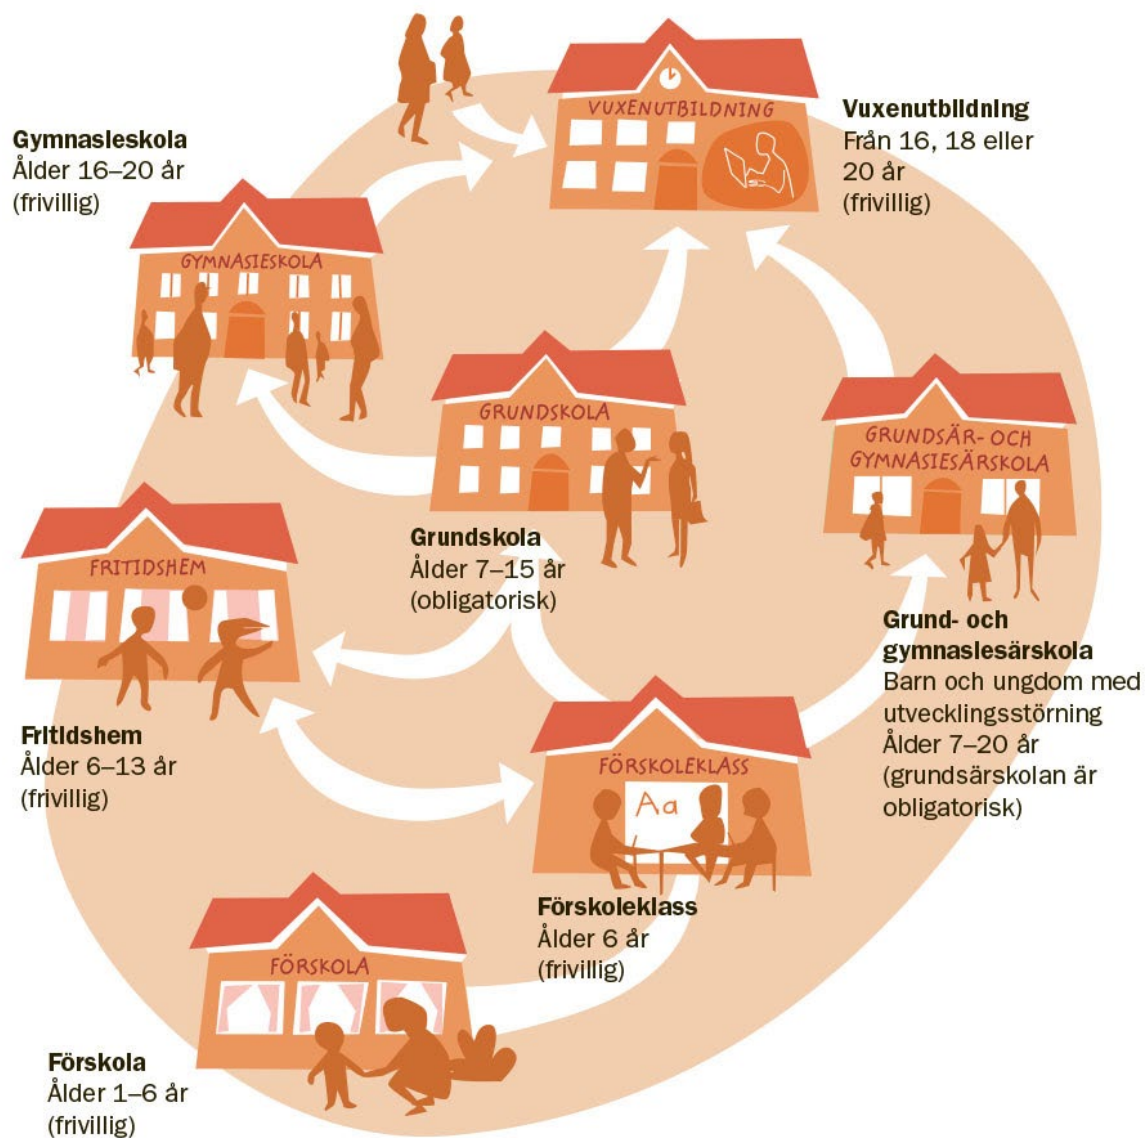 VUXENUTBILDNING
Vuxenutbildning
Från 16, 18 eller
20 år
(frivillig)
Gymnasieskola
Ålder 16–20 år
(frivillig)
GYMNASIESKOLA
GRUNDSKOLA
Grundskola
Ålder 7–15 år
(obligatorisk)
GRUNDSÄR- OCH
GYMNASIESÄRSKOLA
Grund- och
gymnasiesärskola
Barn och ungdom med
utvecklingsstörning
Ålder 7–20 år
(grundsärskolan är
obligatorisk)
FRITIDSHEM
Fritidshem
Ålder 6–13 år
(frivillig)
FÖRSKOLEKLASS
Aa
Förskoleklass
Ålder 6 år
(frivillig)
FÖRSKOLA
Förskola
Ålder 1–6 år
(frivillig)